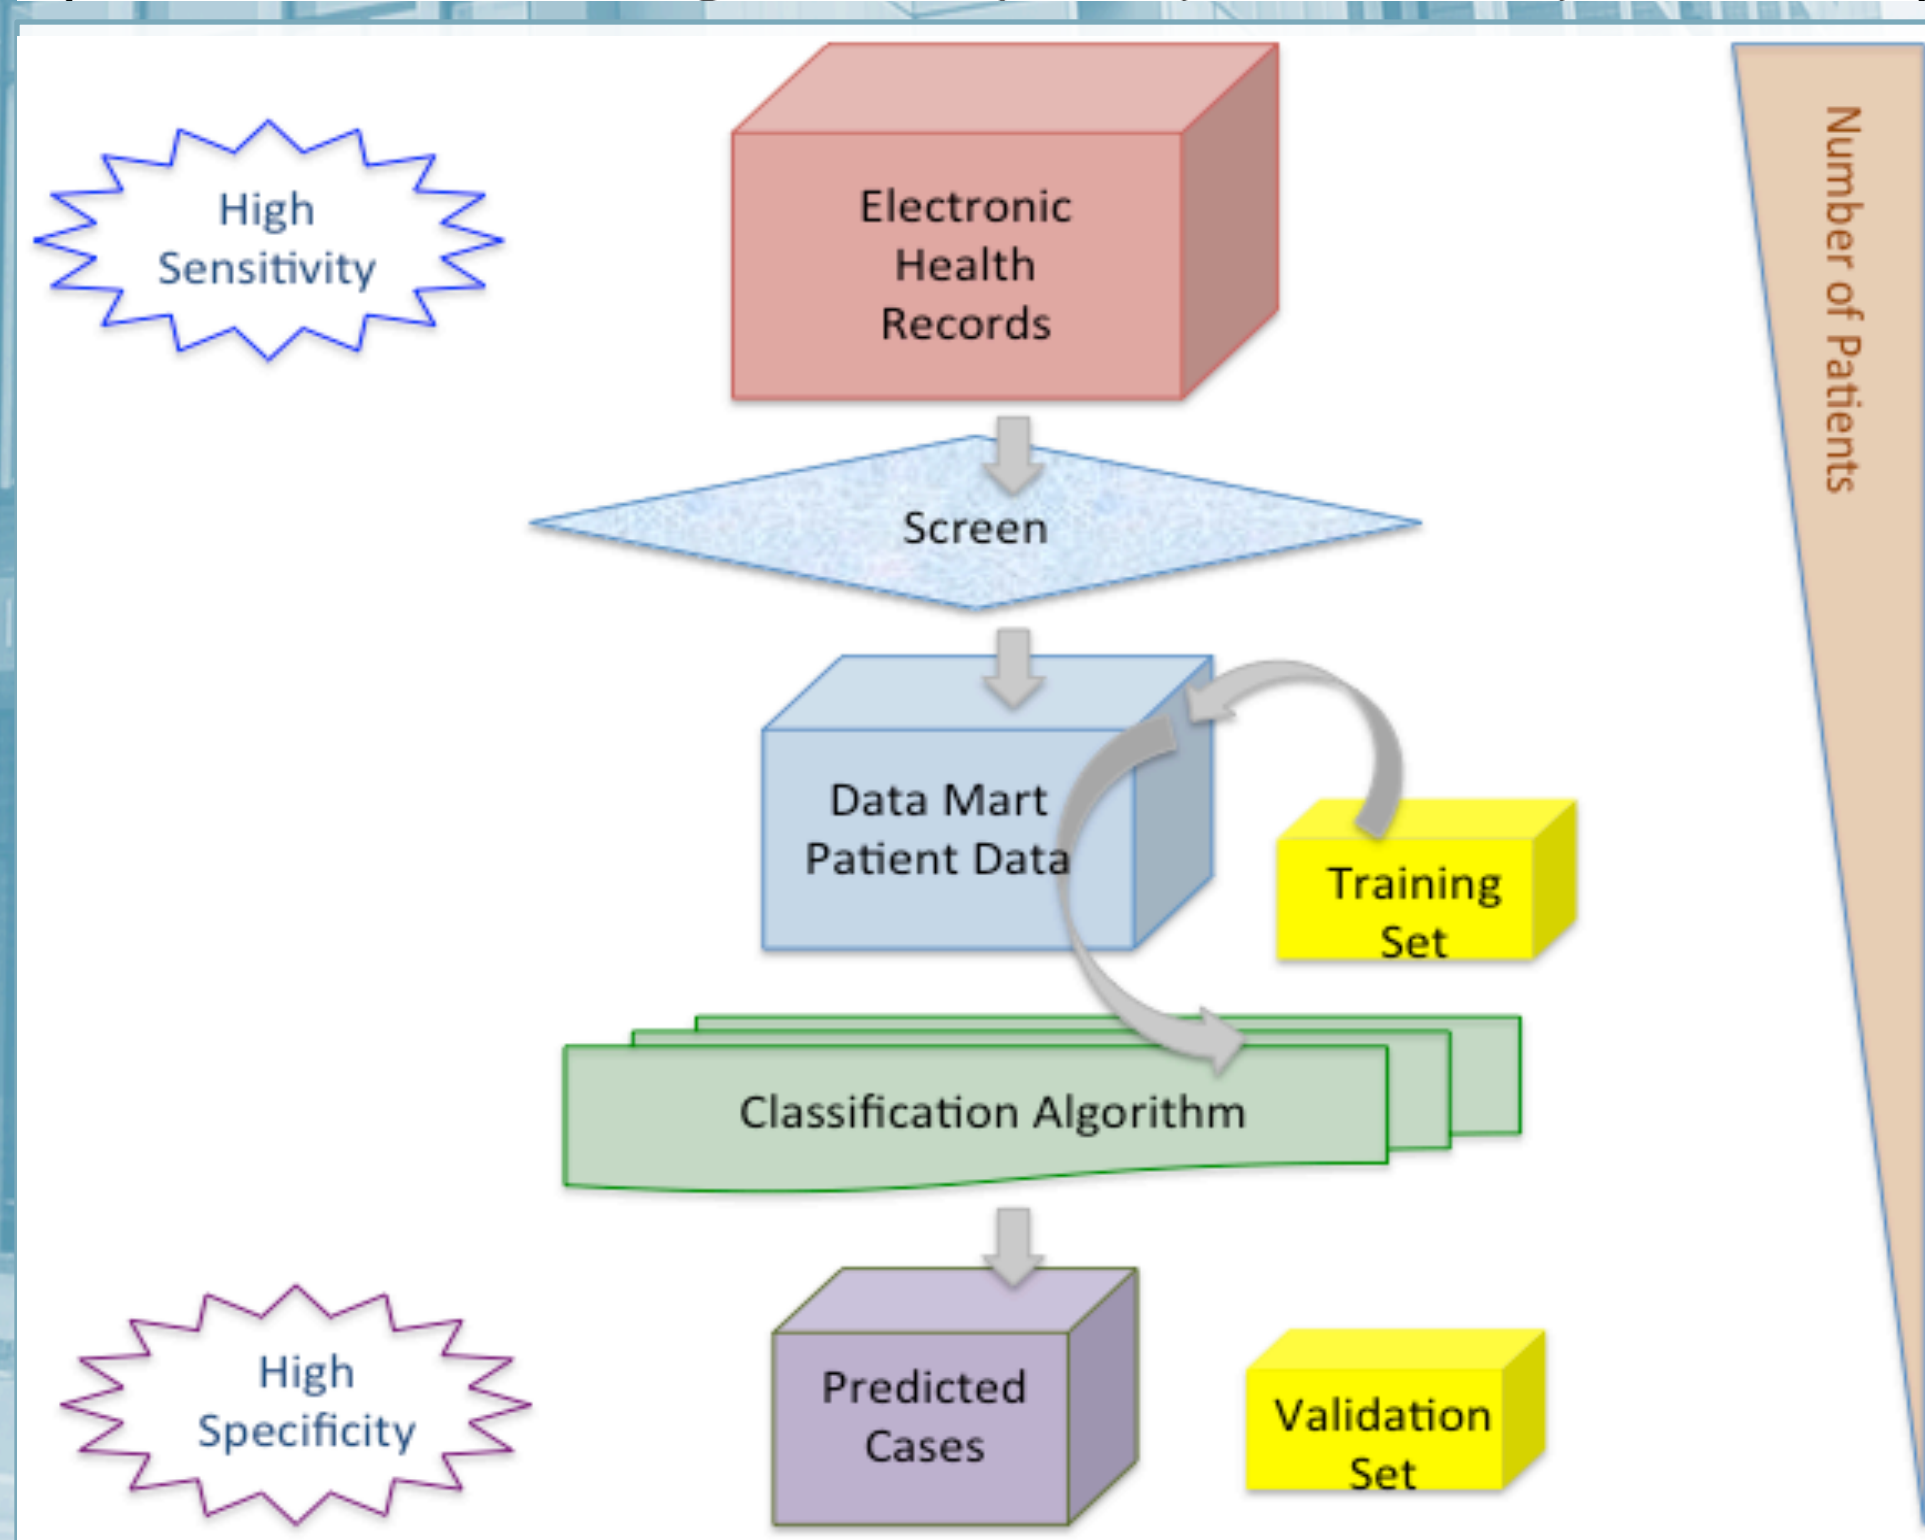 High
Sensitivity
Electronic
Health
Records
Number of Patients
Screen
Data Mart
Patient Data
Training
Set
Classification Algorithm
High
Specificity
Predicted
Cases
Validation
Set